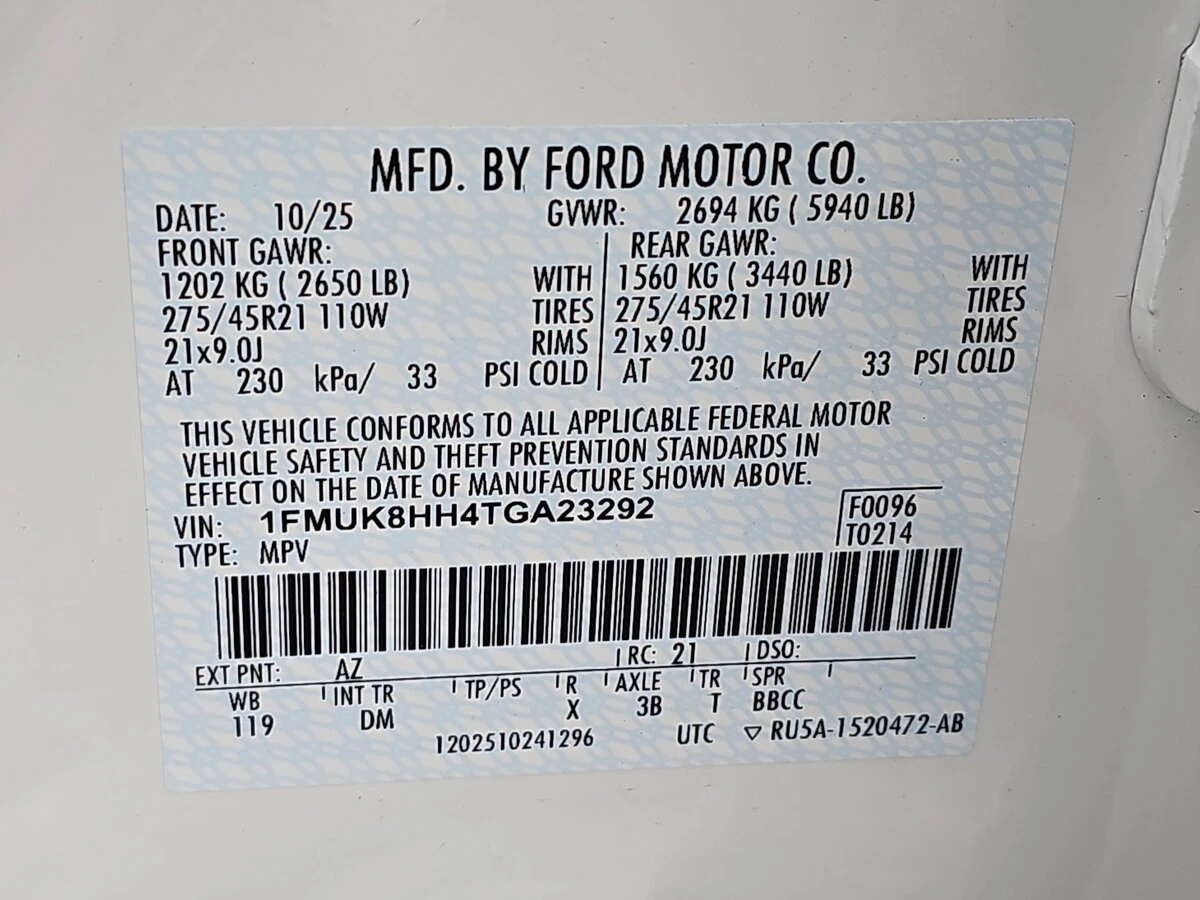 MFD. BY FORD MOTOR CO.
DATE: 10/25 GVWR: 2694 KG ( 5940 LB)
FRONT GAWR: REAR GAWR:
1202 KG ( 2650 LB) WITH 1560 KG ( 3440 LB) WITH
275/45R21 110W TIRES 275/45R21 110W TIRES
21x9.0J RIMS 21x9.0J RIMS
AT 230 kPa/ 33 PSI COLD AT 230 kPa/ 33 PSI COLD
THIS VEHICLE CONFORMS TO ALL APPLICABLE FEDERAL MOTOR
VEHICLE SAFETY AND THEFT PREVENTION STANDARDS IN
EFFECT ON THE DATE OF MANUFACTURE SHOWN ABOVE.
VIN: 1FMUK8HH4TGA23292 F0096
TYPE: MPV T0214
EXT PNT: AZ RC: 21 DSO:
WB INT TR TP/PS R AXLE TR SPR
119 DM X 3B T BBCC
1202510241296 UTC ▽ RU5A-1520472-AB